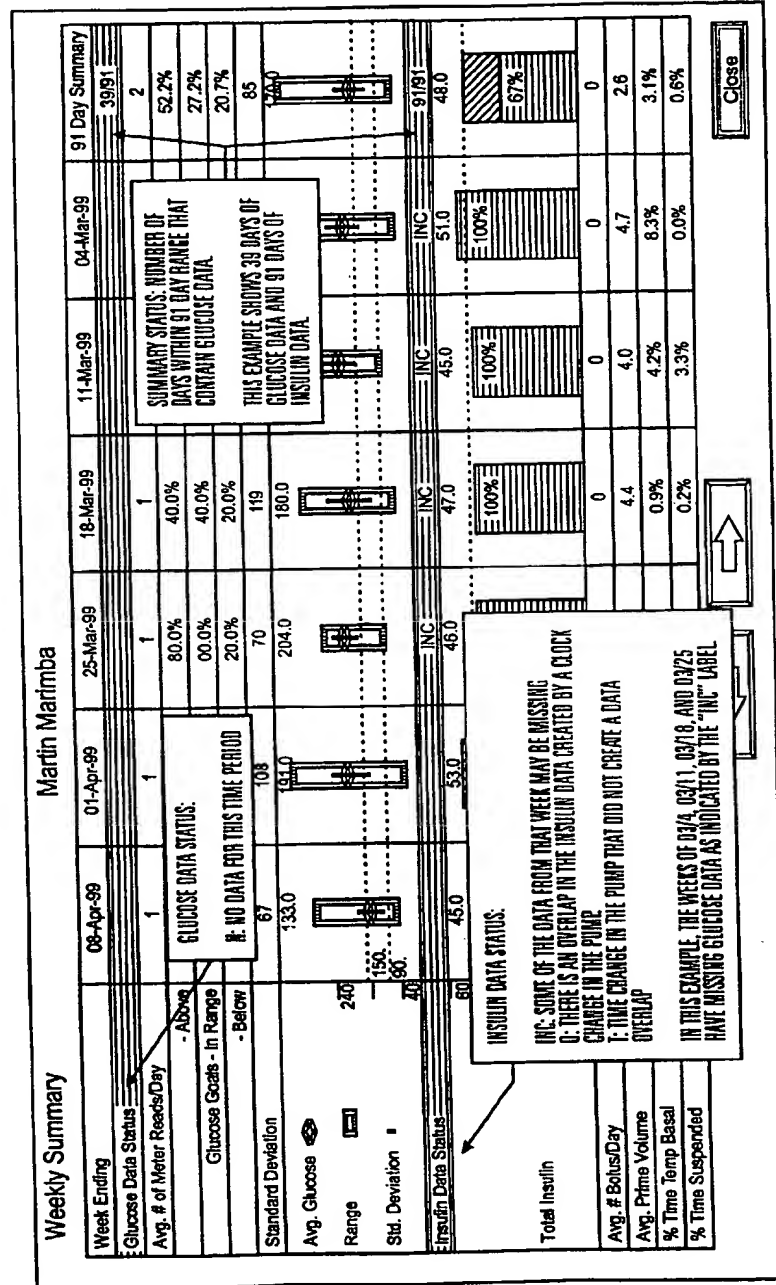 Martin Marimba
Weekly Summary
Week Ending 08-Apr-99 01-Apr-99 25-Mar-99 18-Mar-99 11-Mar-99 04-Mar-99 91 Day Summary
Glucose Data Status 39/91
Avg. # of Meter Reads/Day 1 1 1 1 2
- Above 80.0% 40.0% 52.2%
Glucose Goals - In Range 00.0% 40.0% 27.2%
- Below 20.0% 20.0% 20.7%
Standard Deviation 67 108 70 119 85
133.0 191.0 204.0 180.0
Avg. Glucose
Range
Std. Deviation
240
150.
90.
40
GLUCOSE DATA STATUS:
N: NO DATA FOR THIS TIME PERIOD
SUMMARY STATUS: NUMBER OF
DAYS WITHIN 91 DAY RANGE THAT
CONTAIN GLUCOSE DATA.
THIS EXAMPLE SHOWS 39 DAYS OF
GLUCOSE DATA AND 91 DAYS OF
INSULIN DATA.
Insulin Data Status INC INC INC INC 91/91
45.0 53.0 46.0 47.0 45.0 51.0 48.0
60
Total Insulin 100% 100% 100% 67%
0 0 0 0
Avg. # Bolus/Day 4.4 4.0 4.7 2.6
Avg. Prime Volume 0.9% 4.2% 8.3% 3.1%
% Time Temp Basal 0.2% 3.3% 0.0% 0.6%
% Time Suspended
INSULIN DATA STATUS:
INC: SOME OF THE DATA FROM THAT WEEK MAY BE MISSING
O: THERE IS AN OVERLAP IN THE INSULIN DATA CREATED BY A CLOCK
CHANGE IN THE PUMP
T: TIME CHANGE IN THE PUMP THAT DID NOT CREATE A DATA
OVERLAP
IN THIS EXAMPLE, THE WEEKS OF 03/4, 03/11, 03/18, AND 03/25
HAVE MISSING GLUCOSE DATA AS INDICATED BY THE "INC" LABEL.
Close